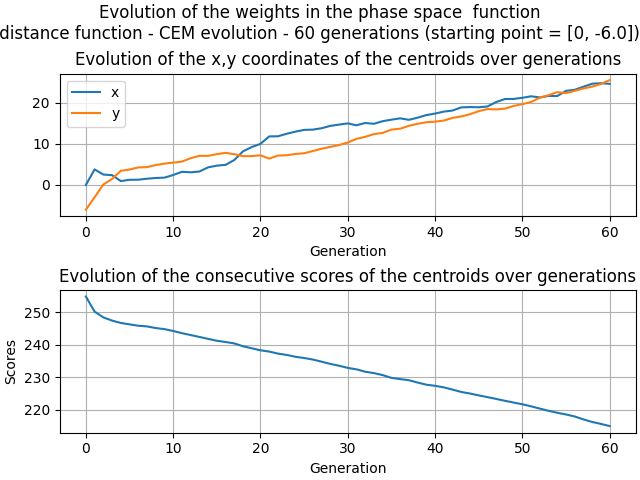 Evolution of the weights in the phase space  function
distance function - CEM evolution - 60 generations (starting point = [0, -6.0])
Evolution of the x,y coordinates of the centroids over generations
x
y
20
10
0
0 10 20 30 40 50 60
Generation
Evolution of the consecutive scores of the centroids over generations
Scores
250
240
230
220
0 10 20 30 40 50 60
Generation